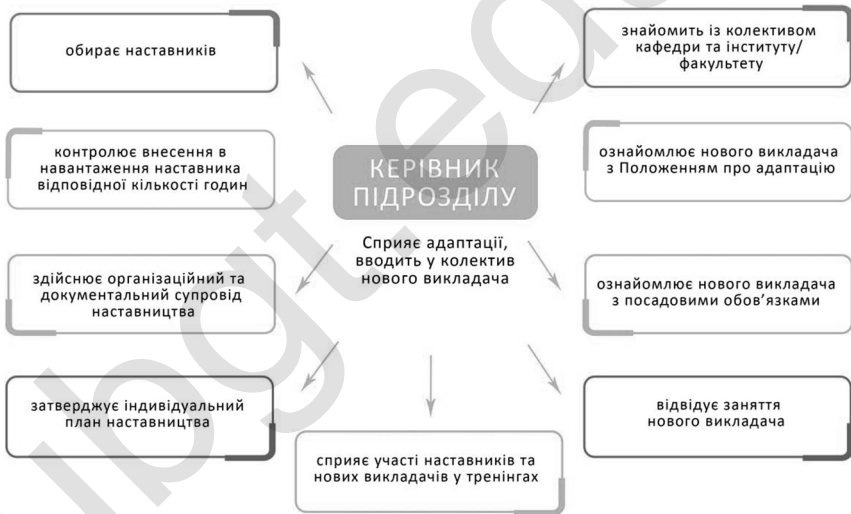 обирає наставників
знайомить із колективом
кафедри та інституту/
факультету
контролює внесення в
навантаження наставника
відповідної кількості годин
КЕРІВНИК
ПІДРОЗДІЛУ
ознайомлює нового викладача
з Положенням про адаптацію
Сприяє адаптації,
вводить у колектив
нового викладача
здійснює організаційний та
документальний супровід
наставництва
ознайомлює нового викладача
з посадовими обов’язками
затверджує індивідуальний
план наставництва
відвідує заняття
нового викладача
сприяє участі наставників та
нових викладачів у тренінгах